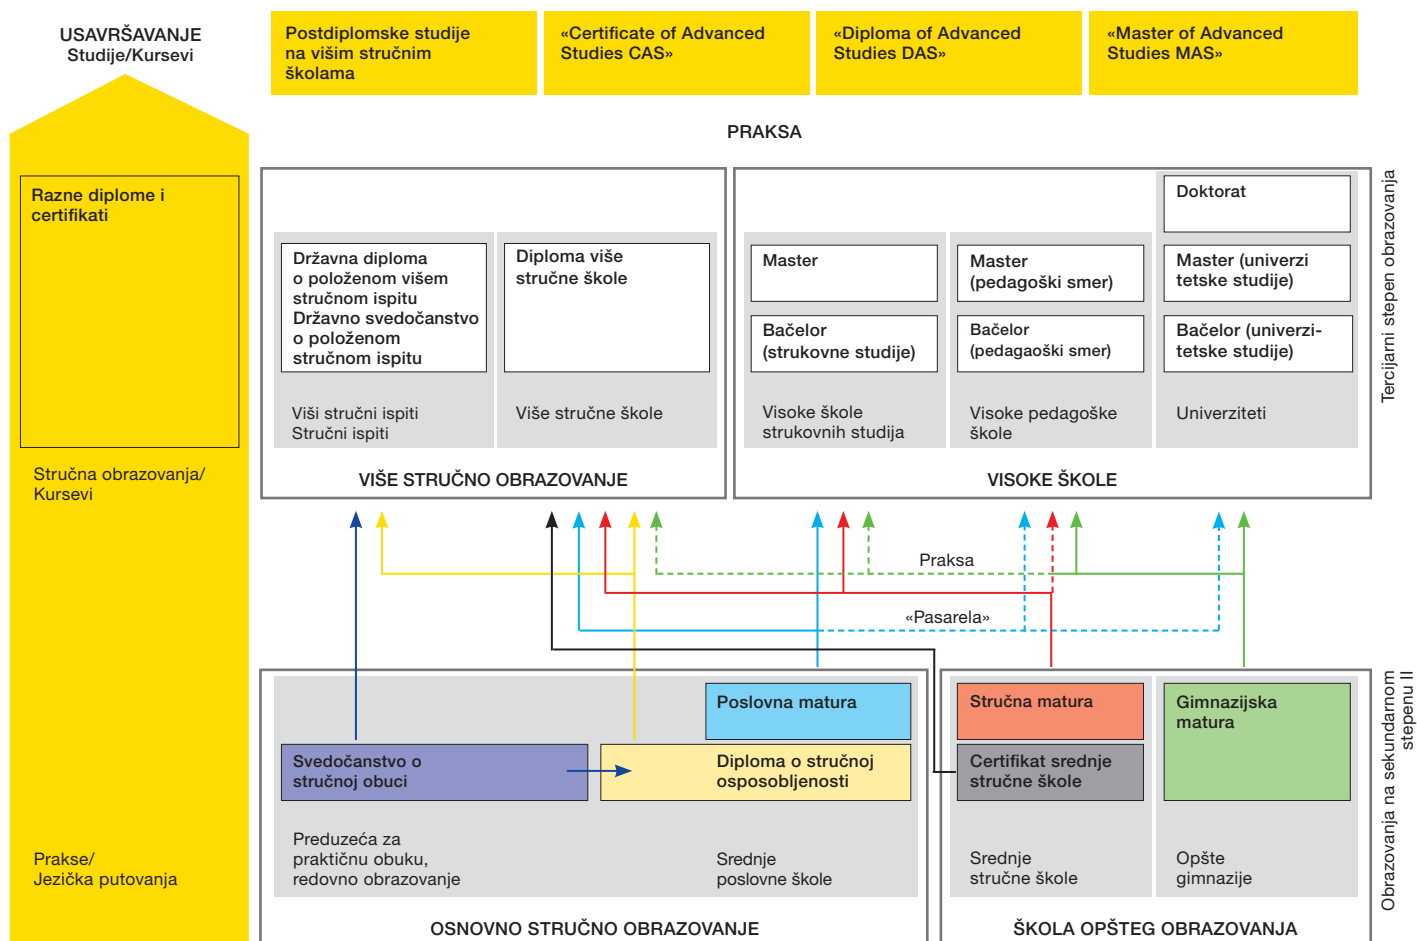 USAVRŠAVANJE
Studije/Kursevi
Postdiplomske studije
na višim stručnim
školama
«Certificate of Advanced
Studies CAS»
«Diploma of Advanced
Studies DAS»
«Master of Advanced
Studies MAS»
PRAKSA
Razne diplome i
certifikati
Državna diploma
o položenom višem
stručnom ispitu
Državno svedočanstvo
o položenom
stručnom ispitu
Diploma više
stručne škole
Master
Bačelor
(strukovne studije)
Master
(pedagoški smer)
Bačelor
(pedagaoški smer)
Doktorat
Master (univerzi
tetske studije)
Bačelor (univerzi-
tetske studije)
Viši stručni ispiti
Stručni ispiti
Više stručne škole
Visoke škole
strukovnih studija
Visoke pedagoške
škole
Univerziteti
Tercijarni stepen obrazovanja
Stručna obrazovanja/
Kursevi
VIŠE STRUČNO OBRAZOVANJE
VISOKE ŠKOLE
Praksa
«Pasarela»
Poslovna matura
Stručna matura
Gimnazijska
matura
Svedočanstvo o
stručnoj obuci
Diploma o stručnoj
osposobljenosti
Certifikat srednje
stručne škole
Prakse/
Jezička putovanja
Preduzeća za
praktičnu obuku,
redovno obrazovanje
Srednje
poslovne škole
Srednje
stručne škole
Opšte
gimnazije
Obrazovanja na sekundarnom
stepenu II
OSNOVNO STRUČNO OBRAZOVANJE
ŠKOLA OPŠTEG OBRAZOVANJA